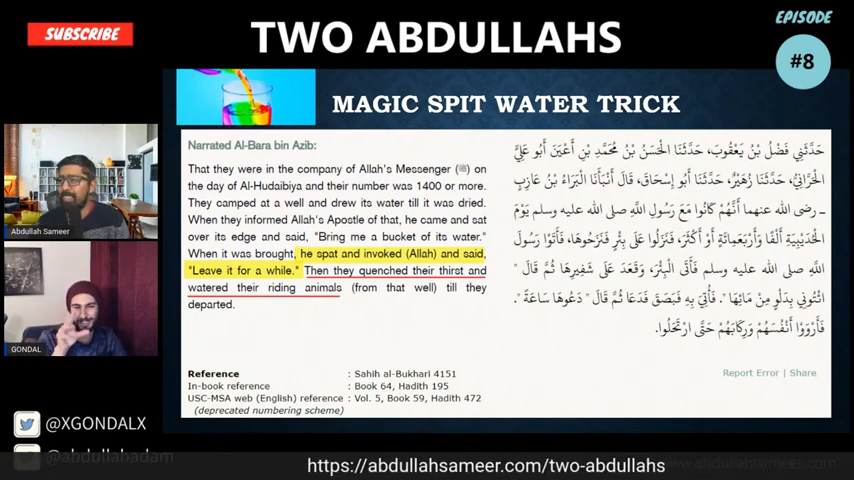 SUBSCRIBE
TWO ABDULLAHS
EPISODE
#8
MAGIC SPIT WATER TRICK
Narrated Al-Bara bin Azib:
That they were in the company of Allah's Messenger (ﷺ) on
the day of Al-Hudaibiya and their number was 1400 or more.
They camped at a well and drew its water till it was dried.
When they informed Allah's Apostle of that, he came and sat
over its edge and said, "Bring me a bucket of its water."
When it was brought, he spat and invoked (Allah) and said,
"Leave it for a while." Then they quenched their thirst and
watered their riding animals (from that well) till they
departed.
حَدَّثَنِي فَضْلُ بْنُ يَعْقُوبَ، حَدَّثَنَا الْحَسَنُ بْنُ مُحَمَّدِ بْنِ أَعْيَنَ أَبُو عَلِيٍّ
الْحَرَّانِيُّ، حَدَّثَنَا زُهَيْرٌ، حَدَّثَنَا أَبُو إِسْحَاقَ، قَالَ أَنْبَأَنَا الْبَرَاءُ بْنُ عَازِبٍ
ـ رضى الله عنهما أَنَّهُمْ كَانُوا مَعَ رَسُولِ اللَّهِ صلى الله عليه وسلم يَوْمَ
الْحُدَيْبِيَةِ أَلْفًا وَأَرْبَعَمِائَةٍ أَوْ أَكْثَرَ، فَنَزَلُوا عَلَى بِئْرٍ فَنَزَحُوهَا، فَأَتَوْا رَسُولَ
اللَّهِ صلى الله عليه وسلم فَأَتَى الْبِئْرَ، وَقَعَدَ عَلَى شَفِيرِهَا ثُمَّ قَالَ "
ائْتُونِي بِدَلْوٍ مِنْ مَائِهَا ". فَأُتِيَ بِهِ فَبَصَقَ فَدَعَا ثُمَّ قَالَ " دَعُوهَا سَاعَةً ".
فَأَرْوَوْا أَنْفُسَهُمْ وَرِكَابَهُمْ حَتَّى ارْتَحَلُوا.
Reference : Sahih al-Bukhari 4151
In-book reference : Book 64, Hadith 195
USC-MSA web (English) reference : Vol. 5, Book 59, Hadith 472
(deprecated numbering scheme)
Report Error | Share
Abdullah Sameer
GONDAL
@XGONDALX
@abdullahadam
https://abdullahsameer.com/two-abdullahs
www.abdullahsameer.com